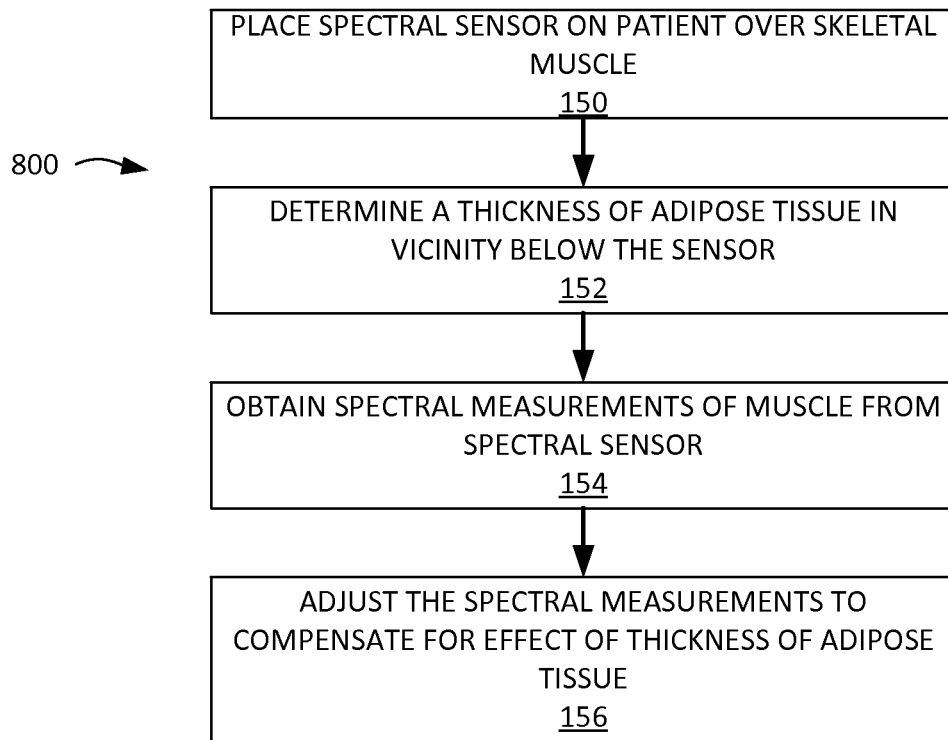 PLACE SPECTRAL SENSOR ON PATIENT OVER SKELETAL
MUSCLE
150
800
DETERMINE A THICKNESS OF ADIPOSE TISSUE IN
VICINITY BELOW THE SENSOR
152
OBTAIN SPECTRAL MEASUREMENTS OF MUSCLE FROM
SPECTRAL SENSOR
154
ADJUST THE SPECTRAL MEASUREMENTS TO
COMPENSATE FOR EFFECT OF THICKNESS OF ADIPOSE
TISSUE
156